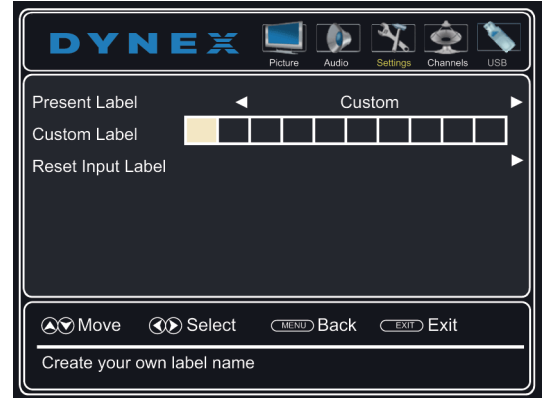 DYNEX
Picture Audio Settings Channels USB
Present Label Custom
Custom Label
Reset Input Label
Move Select MENU Back EXIT Exit
Create your own label name